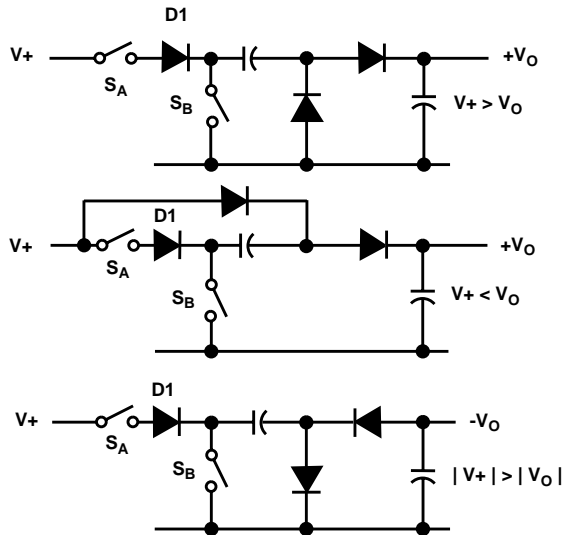 D1
V+
S_A
S_B
+V_O
V+ > V_O
D1
V+
S_A
S_B
+V_O
V+ < V_O
D1
V+
S_A
S_B
-V_O
| V+ | > | V_O |